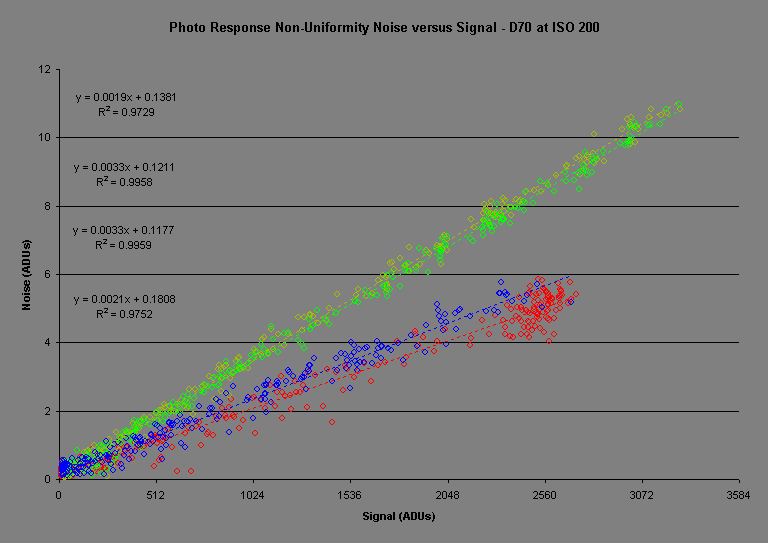 Photo Response Non-Uniformity Noise versus Signal - D70 at ISO 200
12
10
8
6
4
2
0
Noise (ADUs)
y = 0.0019x + 0.1381
R² = 0.9729
y = 0.0033x + 0.1211
R² = 0.9958
y = 0.0033x + 0.1177
R² = 0.9959
y = 0.0021x + 0.1808
R² = 0.9752
0 512 1024 1536 2048 2560 3072 3584
Signal (ADUs)